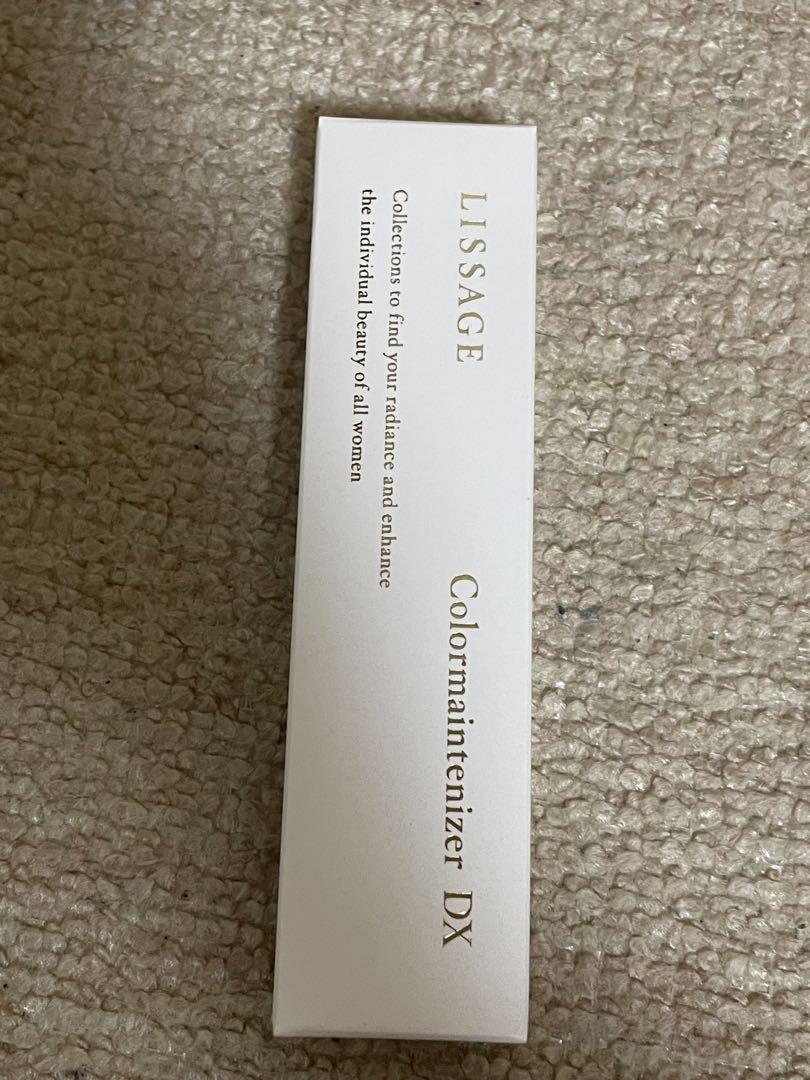 LISSAGE
Colormaintenizer DX
Collections to find your radiance and enhance
the individual beauty of all women